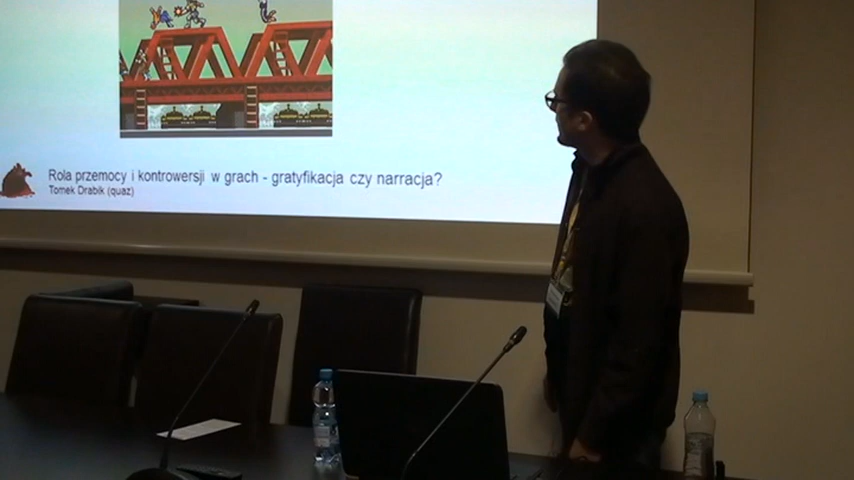 Rola przemocy i kontrowersji w grach - gratyfikacja czy narracja?
Tomek Drabik (quaz)